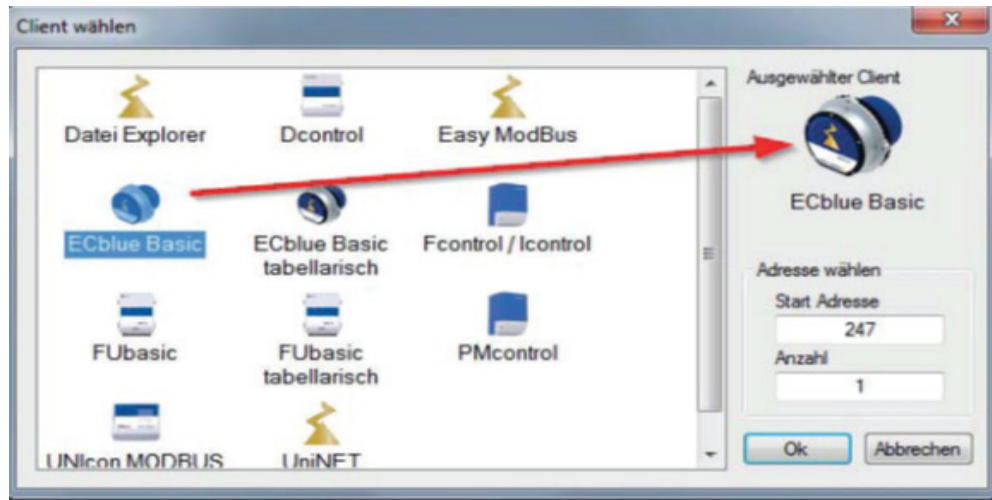 Client wählen
Datei Explorer
Dcontrol
Easy ModBus
ECblue Basic
ECblue Basic
tabellarisch
Fcontrol / Icontrol
FUbasic
FUbasic
tabellarisch
PMcontrol
UNIcon MODBUS
UniNET
Ausgewählter Client
ECblue Basic
Adresse wählen
Start Adresse
247
Anzahl
1
Ok
Abbrechen